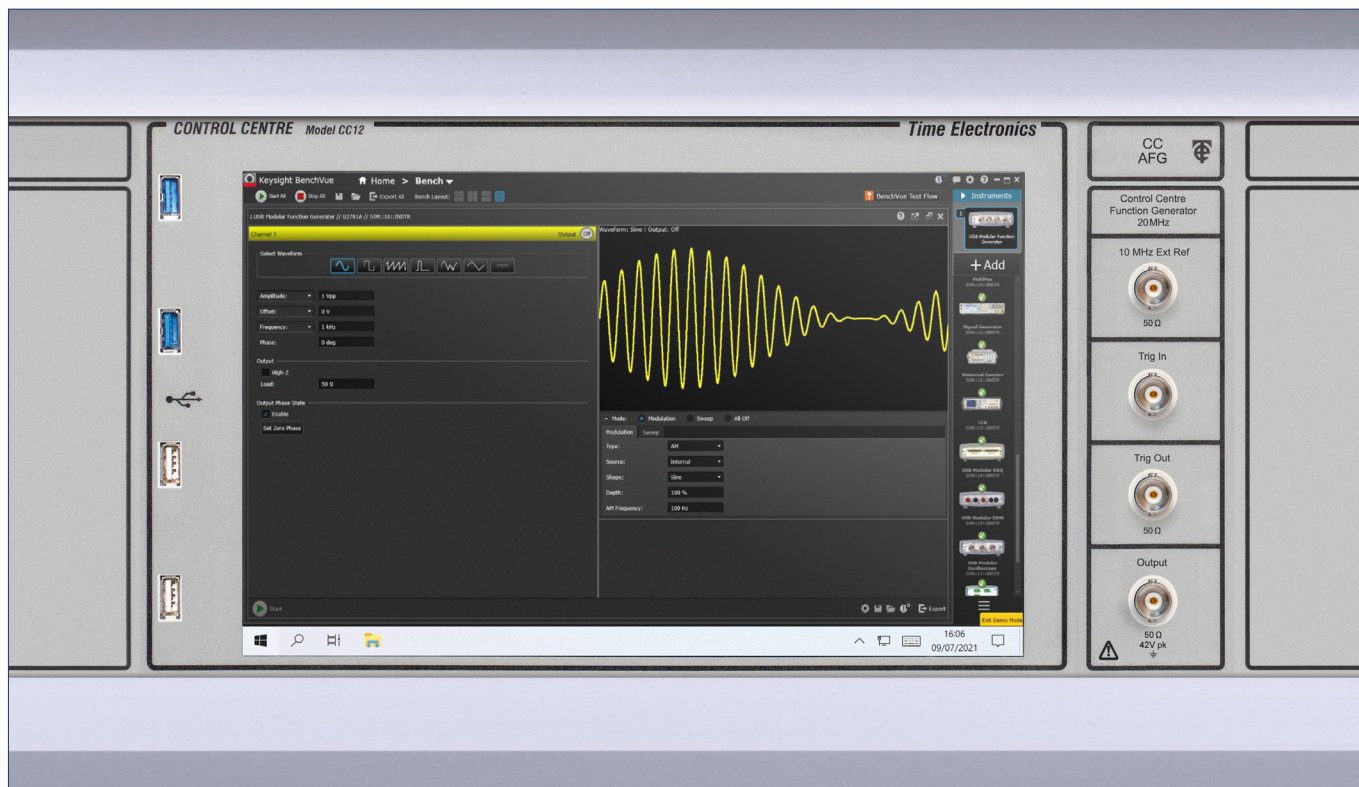 CONTROL CENTRE Model CC12
Time Electronics
Keysight BenchVue
Home > Bench
Start All
Stop All
Export All
Bench Layout:
BenchVue Test Flow
Instruments
1 USB Modular Function Generator // U2761A // SIM::16::INSTR
Channel 1
Output
Off
Select Waveform
Amplitude:
1 Vpp
Offset:
0 V
Frequency:
1 kHz
Phase:
0 deg
Output
High-Z
Load:
50 Ω
Output Phase State
Enable
Set Zero Phase
Start
Waveform: Sine | Output: Off
Mode:
Modulation
Sweep
All Off
Modulation
Sweep
Type:
AM
Source:
Internal
Shape:
Sine
Depth:
100 %
AM Frequency:
100 Hz
Export
1
USB Modular Function
Generator
+ Add
FieldFox
Signal Generator
Universal Counter
LCR
USB Modular DAQ
USB Modular DMM
USB Modular
Oscilloscope
Exit Demo Mode
16:06
09/07/2021
CC
AFG
Control Centre
Function Generator
20MHz
10 MHz Ext Ref
50 Ω
Trig In
Trig Out
50 Ω
Output
50 Ω
42V pk